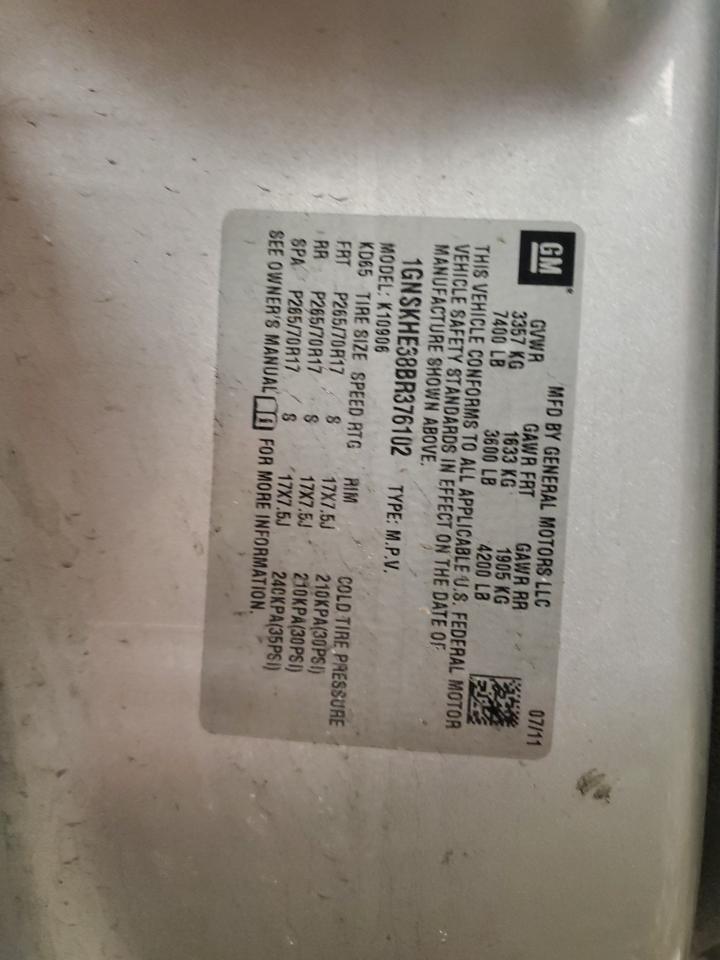 GM
MFD BY GENERAL MOTORS LLC 07/11
GVWR GAWR FRT GAWR RR
3357 KG 1633 KG 1905 KG
7400 LB 3600 LB 4200 LB
THIS VEHICLE CONFORMS TO ALL APPLICABLE U.S. FEDERAL MOTOR
VEHICLE SAFETY STANDARDS IN EFFECT ON THE DATE OF
MANUFACTURE SHOWN ABOVE.
1GNSKHE38BR376102 TYPE: M.P.V.
MODEL: K10906
KD65 TIRE SIZE SPEED RTG RIM COLD TIRE PRESSURE
FRT P265/70R17 S 17X7.5J 210KPA(30PSI)
RR P265/70R17 S 17X7.5J 210KPA(30PSI)
SPA P265/70R17 S 17X7.5J 240KPA(35PSI)
SEE OWNER'S MANUAL FOR MORE INFORMATION.